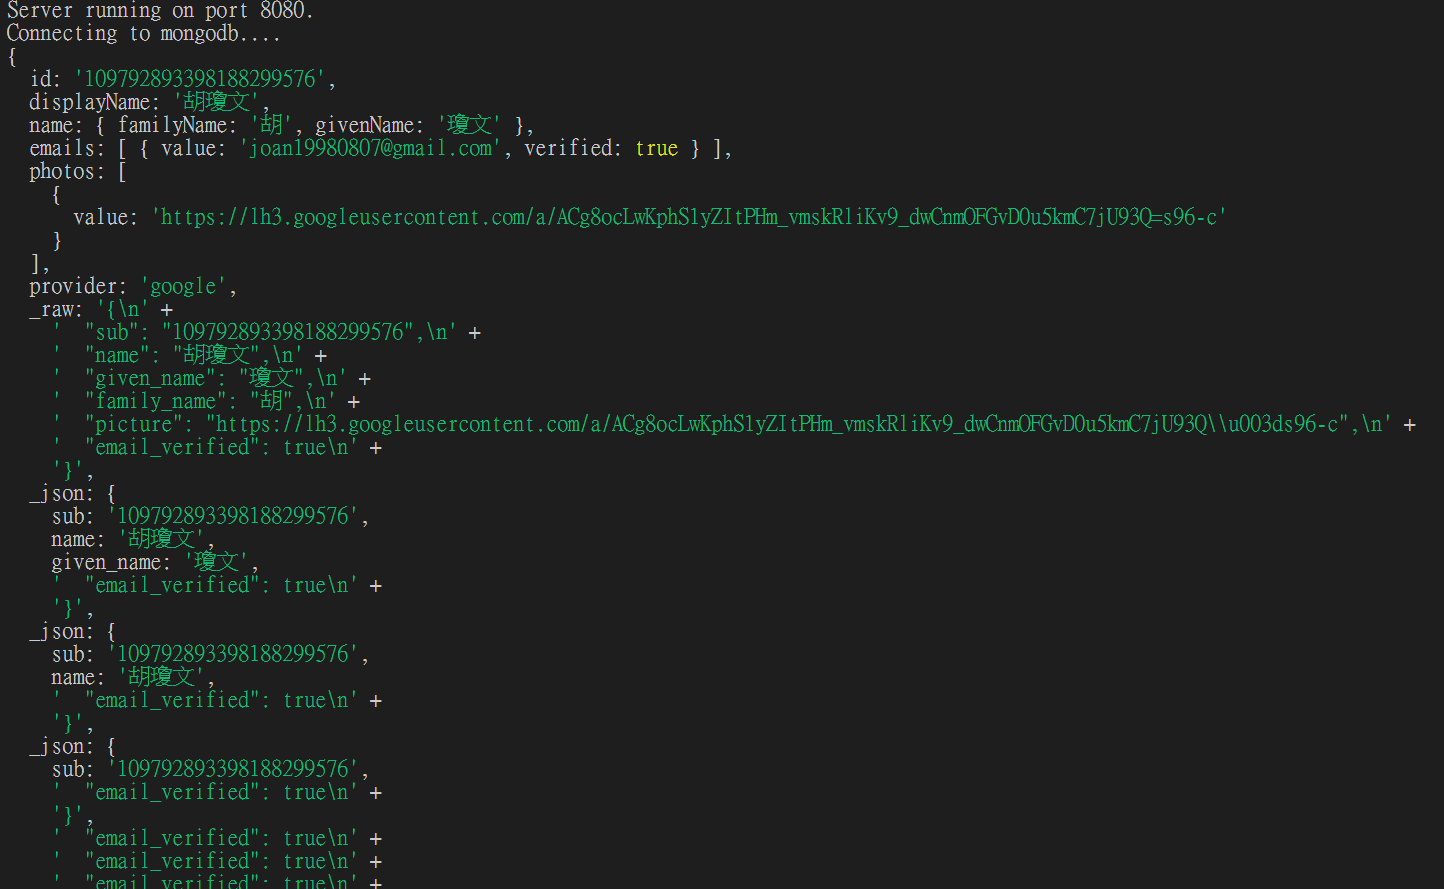 Server running on port 8080.
Connecting to mongodb....
{
  id: '109792893398188299576',
  displayName: '胡瓊文',
  name: { familyName: '胡', givenName: '瓊文' },
  emails: [ { value: 'joan19980807@gmail.com', verified: true } ],
  photos: [
    {
      value: 'https://lh3.googleusercontent.com/a/ACg8ocLwKphS1yZItPHm_vmskRliKv9_dwCnmOFGvD0u5kmC7jU93Q=s96-c'
    }
  ],
  provider: 'google',
  _raw: '{\n' +
    '  "sub": "109792893398188299576",\n' +
    '  "name": "胡瓊文",\n' +
    '  "given_name": "瓊文",\n' +
    '  "family_name": "胡",\n' +
    '  "picture": "https://lh3.googleusercontent.com/a/ACg8ocLwKphS1yZItPHm_vmskRliKv9_dwCnmOFGvD0u5kmC7jU93Q\\u003ds96-c",\n' +
    '  "email_verified": true\n' +
    '}',
  _json: {
    sub: '109792893398188299576',
    name: '胡瓊文',
    given_name: '瓊文',
    '  "email_verified": true\n' +
    '}',
  _json: {
    sub: '109792893398188299576',
    name: '胡瓊文',
    '  "email_verified": true\n' +
    '}',
  _json: {
    sub: '109792893398188299576',
    '  "email_verified": true\n' +
    '}',
    '  "email_verified": true\n' +
    '  "email_verified": true\n' +
    '  "email_verified": true\n' +